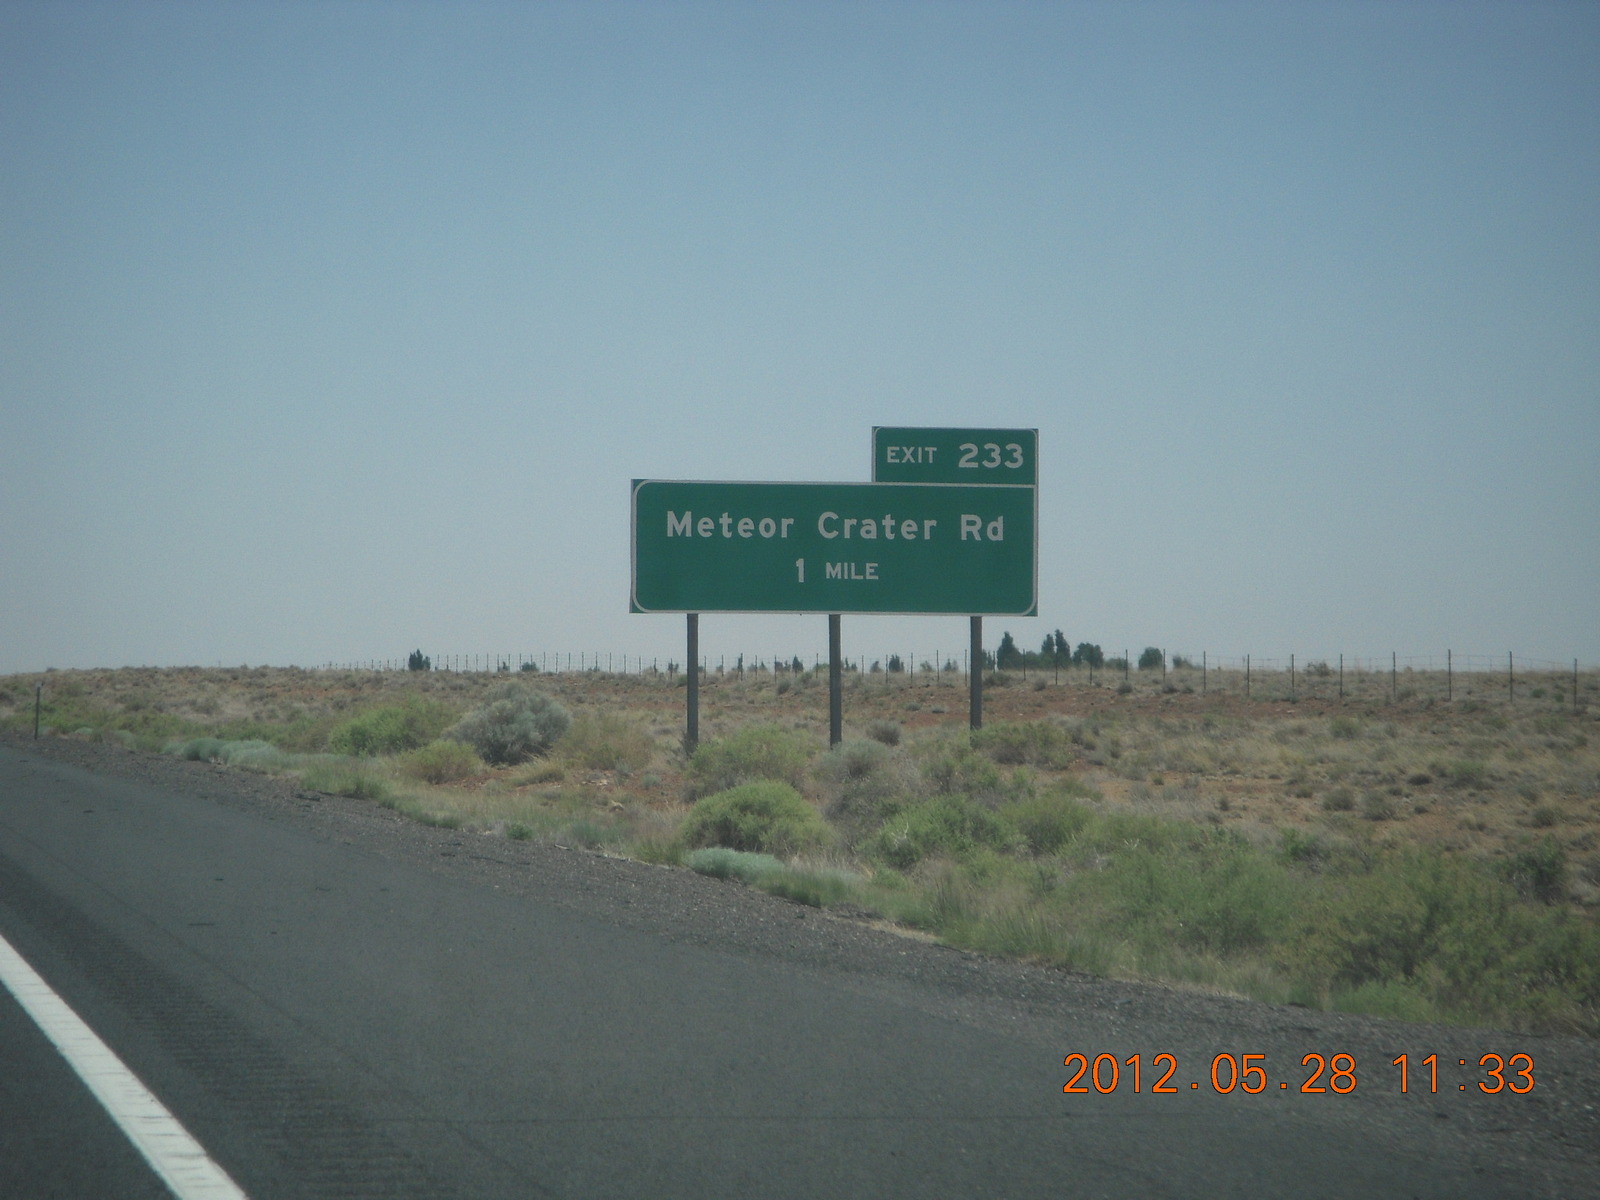 EXIT 233
Meteor Crater Rd
1 MILE
2012.05.28 11:33